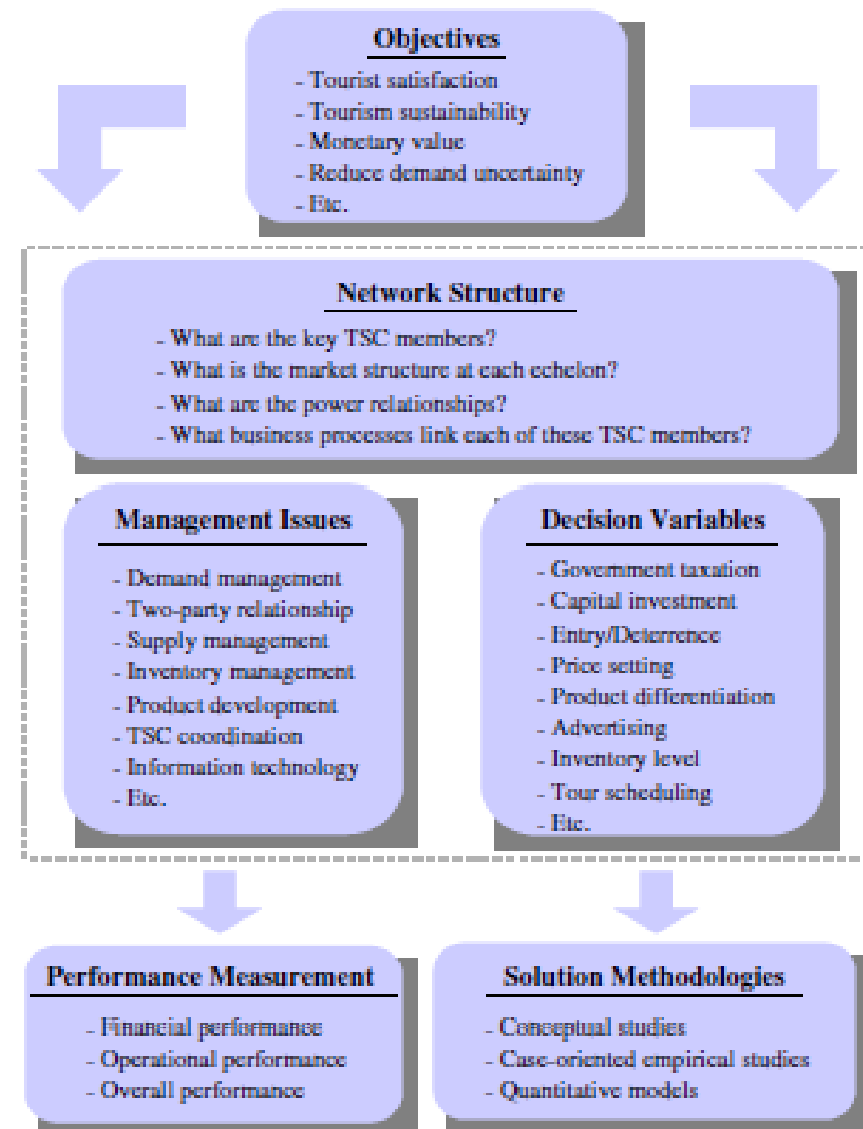 Objectives
- Tourist satisfaction
- Tourism sustainability
- Monetary value
- Reduce demand uncertainty
- Etc.
Network Structure
- What are the key TSC members?
- What is the market structure at each echelon?
- What are the power relationships?
- What business processes link each of these TSC members?
Management Issues
- Demand management
- Two-party relationship
- Supply management
- Inventory management
- Product development
- TSC coordination
- Information technology
- Etc.
Decision Variables
- Government taxation
- Capital investment
- Entry/Deterrence
- Price setting
- Product differentiation
- Advertising
- Inventory level
- Tour scheduling
- Etc.
Performance Measurement
- Financial performance
- Operational performance
- Overall performance
Solution Methodologies
- Conceptual studies
- Case-oriented empirical studies
- Quantitative models